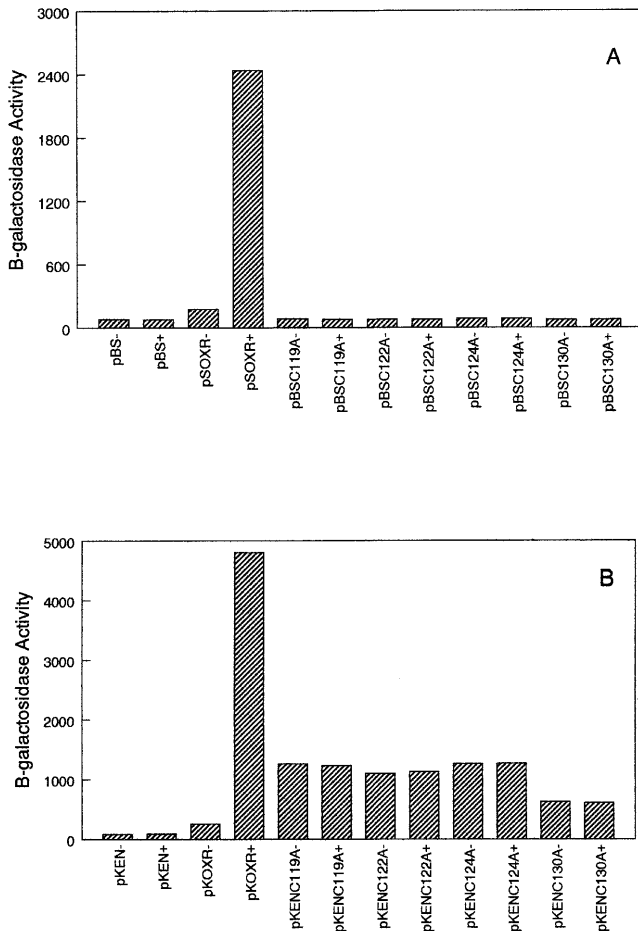 A
B-galactosidase Activity
3000
2400
1800
1200
600
0
pBS-
pBS+
pSOXR-
pSOXR+
pBSC119A-
pBSC119A+
pBSC122A-
pBSC122A+
pBSC124A-
pBSC124A+
pBSC130A-
pBSC130A+
B
B-galactosidase Activity
5000
4000
3000
2000
1000
0
pKEN-
pKEN+
pKOXR-
pKOXR+
pKENC119A-
pKENC119A+
pKENC122A-
pKENC122A+
pKENC124A-
pKENC124A+
pKENC130A-
pKENC130A+